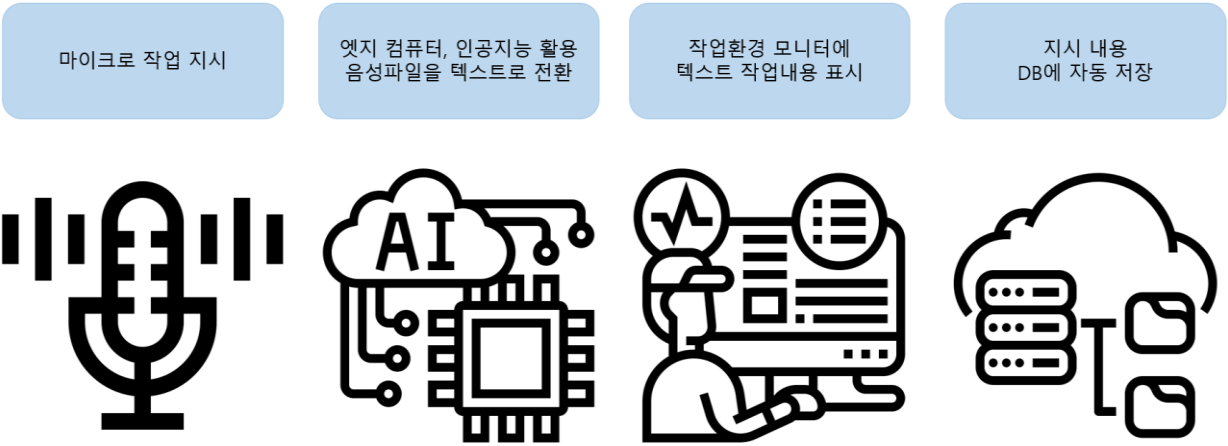 마이크로 작업 지시
엣지 컴퓨터, 인공지능 활용
음성파일을 텍스트로 전환
작업환경 모니터에
텍스트 작업내용 표시
지시 내용
DB에 자동 저장
AI